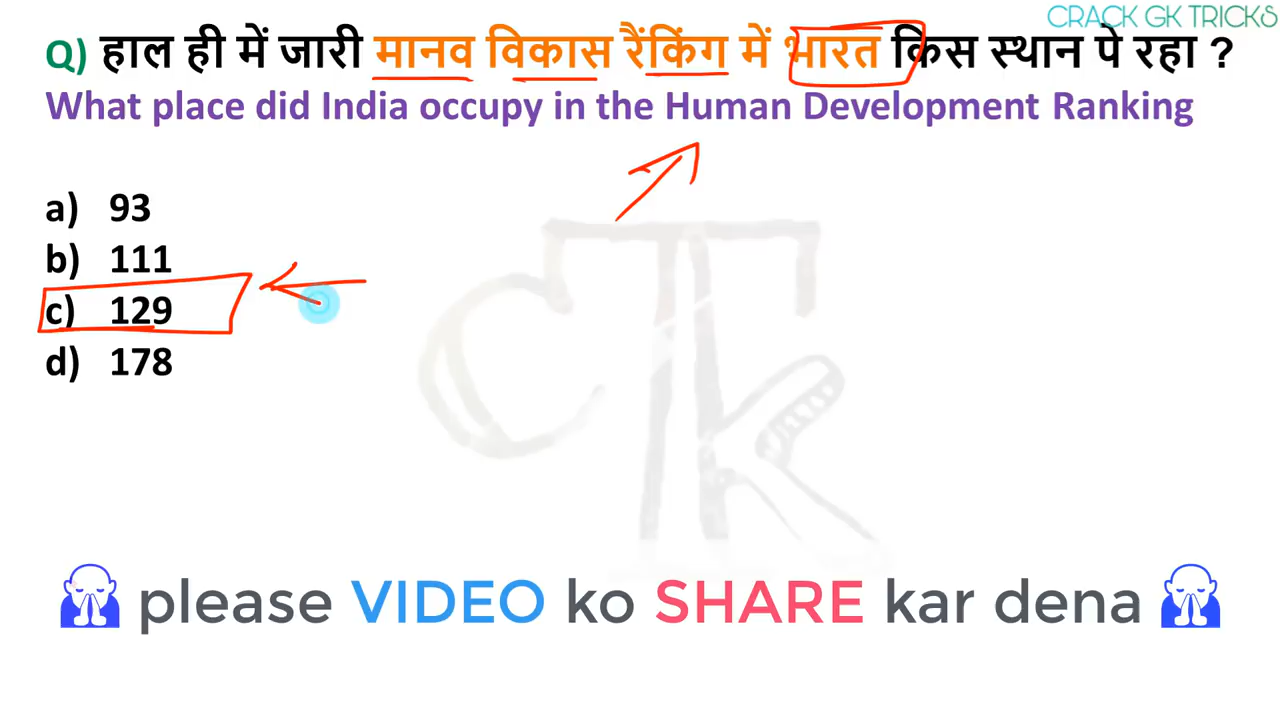 CRACK GK TRICKS
Q) हाल ही में जारी मानव विकास रैंकिंग में भारत किस स्थान पे रहा ?
What place did India occupy in the Human Development Ranking
a) 93
b) 111
c) 129
d) 178
CTk
please VIDEO ko SHARE kar dena